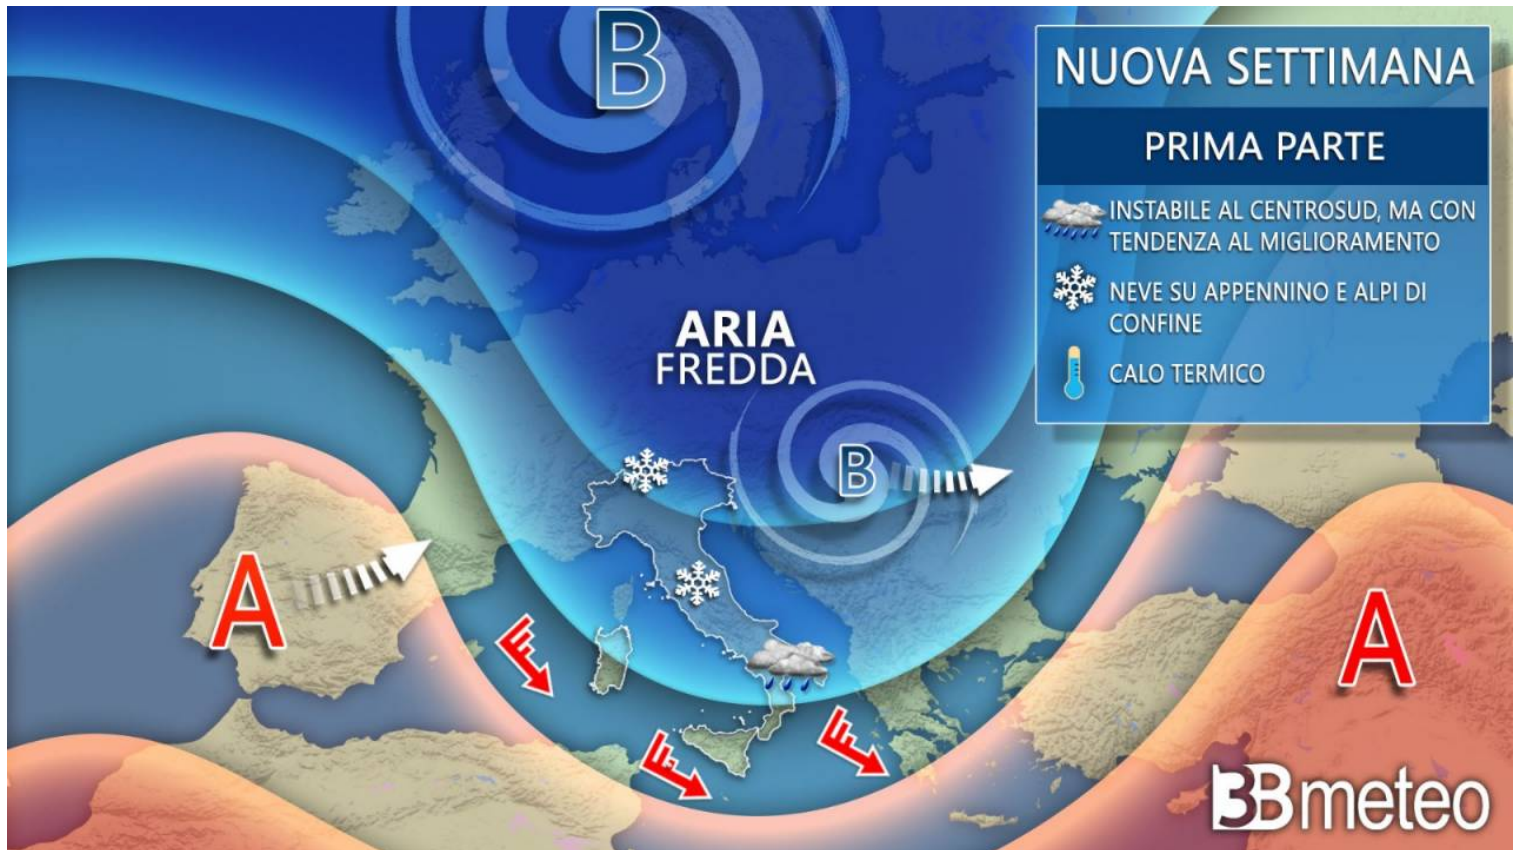 B
NUOVA SETTIMANA
PRIMA PARTE
INSTABILE AL CENTROSUD, MA CON
TENDENZA AL MIGLIORAMENTO
NEVE SU APPENNINO E ALPI DI
CONFINE
CALO TERMICO
ARIA
FREDDA
B
A
A
3Bmeteo